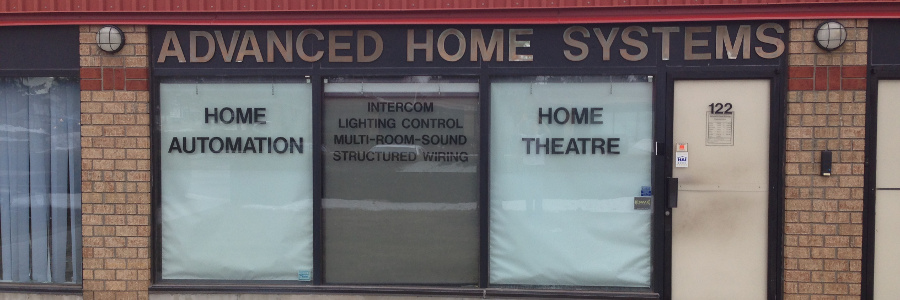 ADVANCED HOME SYSTEMS
HOME
AUTOMATION
INTERCOM
LIGHTING CONTROL
MULTI-ROOM-SOUND
STRUCTURED WIRING
HOME
THEATRE
122